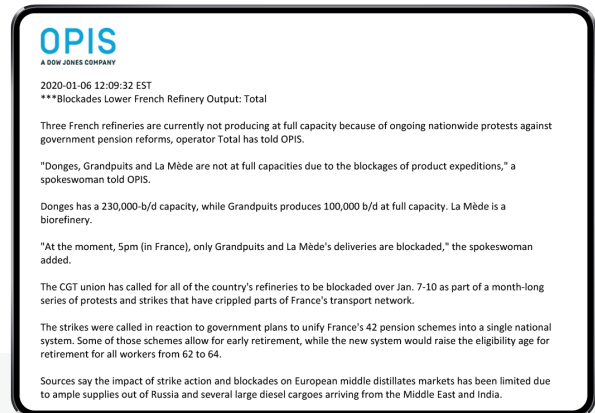 OPIS
A DOW JONES COMPANY
2020-01-06 12:09:32 EST
***Blockades Lower French Refinery Output: Total
Three French refineries are currently not producing at full capacity because of ongoing nationwide protests against
government pension reforms, operator Total has told OPIS.
"Donges, Grandpuits and La Mède are not at full capacities due to the blockages of product expeditions," a
spokeswoman told OPIS.
Donges has a 230,000-b/d capacity, while Grandpuits produces 100,000 b/d at full capacity. La Mède is a
biorefinery.
"At the moment, 5pm (in France), only Grandpuits and La Mède's deliveries are blockaded," the spokeswoman
added.
The CGT union has called for all of the country's refineries to be blockaded over Jan. 7-10 as part of a month-long
series of protests and strikes that have crippled parts of France's transport network.
The strikes were called in reaction to government plans to unify France's 42 pension schemes into a single national
system. Some of those schemes allow for early retirement, while the new system would raise the eligibility age for
retirement for all workers from 62 to 64.
Sources say the impact of strike action and blockades on European middle distillates markets has been limited due
to ample supplies out of Russia and several large diesel cargoes arriving from the Middle East and India.